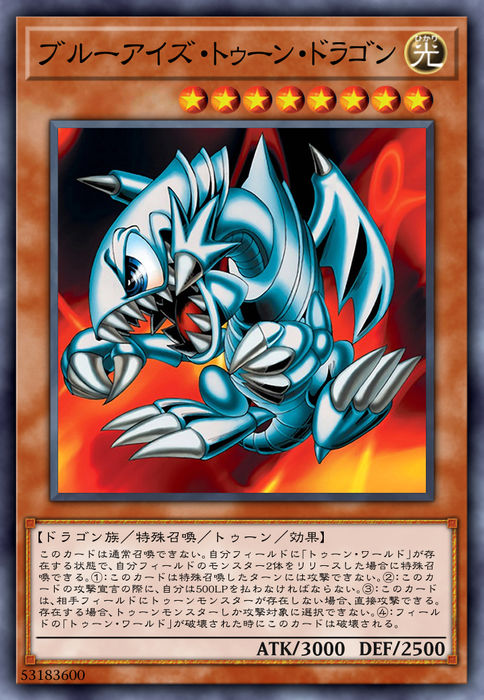 ブルーアイズ・トゥーン・ドラゴン
ひかり
光
【ドラゴン族／特殊召喚／トゥーン／効果】
このカードは通常召喚できない。自分フィールドに「トゥーン・ワールド」が存
在する状態で、自分フィールドのモンスター2体をリリースした場合に特殊召
喚できる。①：このカードは特殊召喚したターンには攻撃できない。②：このカー
ドの攻撃宣言の際に、自分は500LPを払わなければならない。③：このカード
は、相手フィールドにトゥーンモンスターが存在しない場合、直接攻撃できる。
存在する場合、トゥーンモンスターしか攻撃対象に選択できない。④：フィール
ドの「トゥーン・ワールド」が破壊された時にこのカードは破壊される。
ATK/3000 DEF/2500
53183600